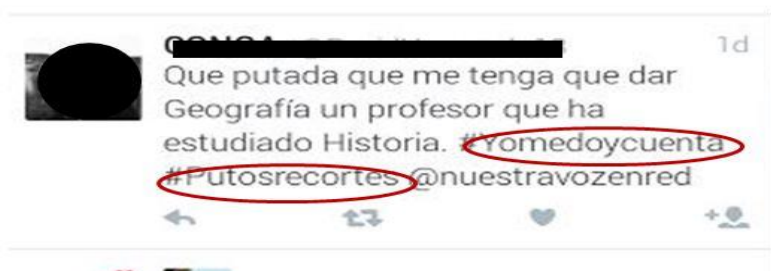 1d
Que putada que me tenga que dar
Geografía un profesor que ha
estudiado Historia. #Yomedoycuenta
#Putosrecortes @nuestravozenred